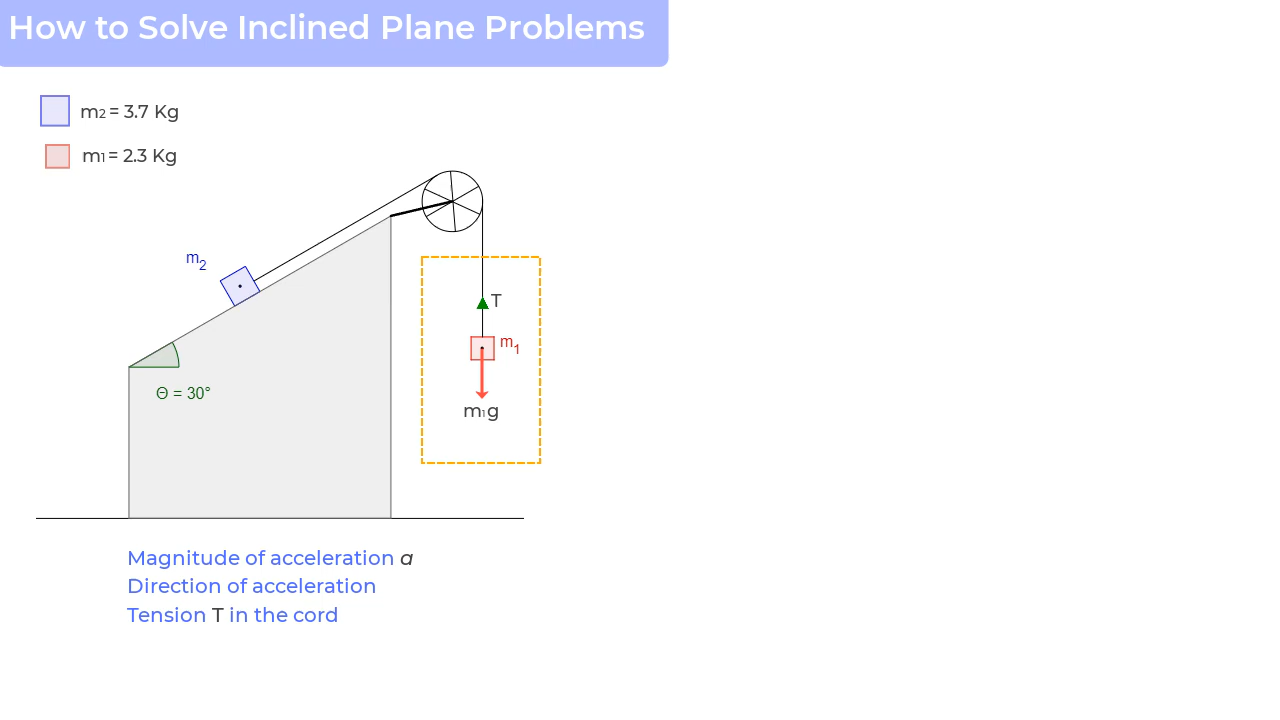 How to Solve Inclined Plane Problems
m2 = 3.7 Kg
m1 = 2.3 Kg
m2
T
m1
Θ = 30°
m1g
Magnitude of acceleration a
Direction of acceleration
Tension T in the cord